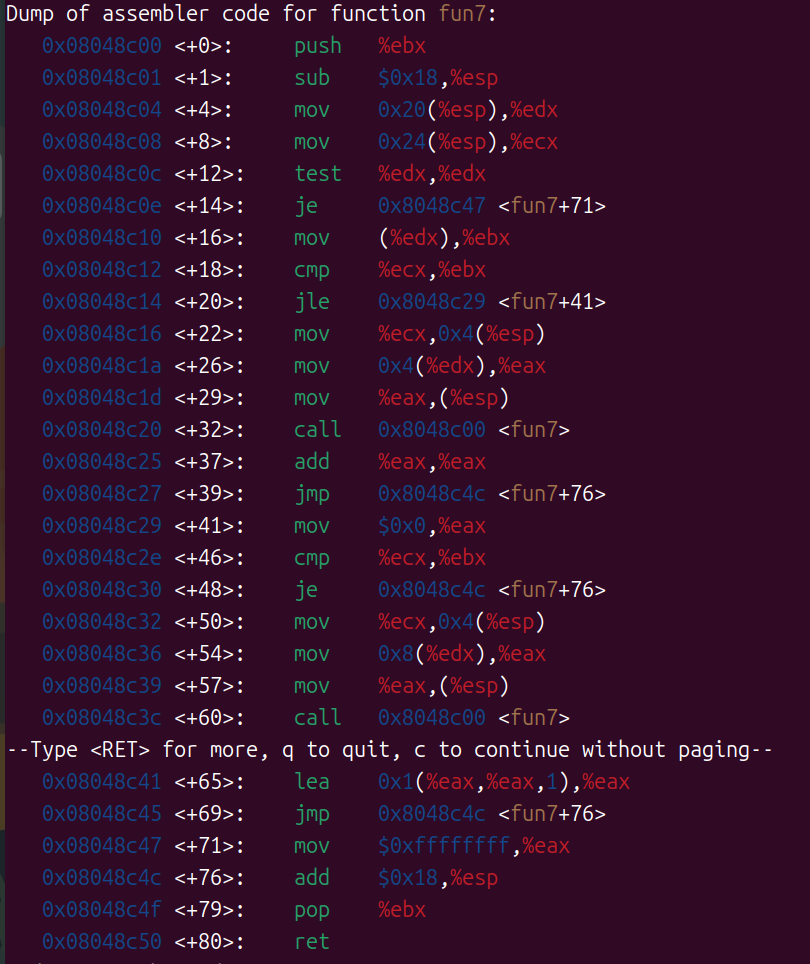 Dump of assembler code for function fun7:
   0x08048c00 <+0>:     push   %ebx
   0x08048c01 <+1>:     sub    $0x18,%esp
   0x08048c04 <+4>:     mov    0x20(%esp),%edx
   0x08048c08 <+8>:     mov    0x24(%esp),%ecx
   0x08048c0c <+12>:    test   %edx,%edx
   0x08048c0e <+14>:    je     0x8048c47 <fun7+71>
   0x08048c10 <+16>:    mov    (%edx),%ebx
   0x08048c12 <+18>:    cmp    %ecx,%ebx
   0x08048c14 <+20>:    jle    0x8048c29 <fun7+41>
   0x08048c16 <+22>:    mov    %ecx,0x4(%esp)
   0x08048c1a <+26>:    mov    0x4(%edx),%eax
   0x08048c1d <+29>:    mov    %eax,(%esp)
   0x08048c20 <+32>:    call   0x8048c00 <fun7>
   0x08048c25 <+37>:    add    %eax,%eax
   0x08048c27 <+39>:    jmp    0x8048c4c <fun7+76>
   0x08048c29 <+41>:    mov    $0x0,%eax
   0x08048c2e <+46>:    cmp    %ecx,%ebx
   0x08048c30 <+48>:    je     0x8048c4c <fun7+76>
   0x08048c32 <+50>:    mov    %ecx,0x4(%esp)
   0x08048c36 <+54>:    mov    0x8(%edx),%eax
   0x08048c39 <+57>:    mov    %eax,(%esp)
   0x08048c3c <+60>:    call   0x8048c00 <fun7>
--Type <RET> for more, q to quit, c to continue without paging--
   0x08048c41 <+65>:    lea    0x1(%eax,%eax,1),%eax
   0x08048c45 <+69>:    jmp    0x8048c4c <fun7+76>
   0x08048c47 <+71>:    mov    $0xffffffff,%eax
   0x08048c4c <+76>:    add    $0x18,%esp
   0x08048c4f <+79>:    pop    %ebx
   0x08048c50 <+80>:    ret